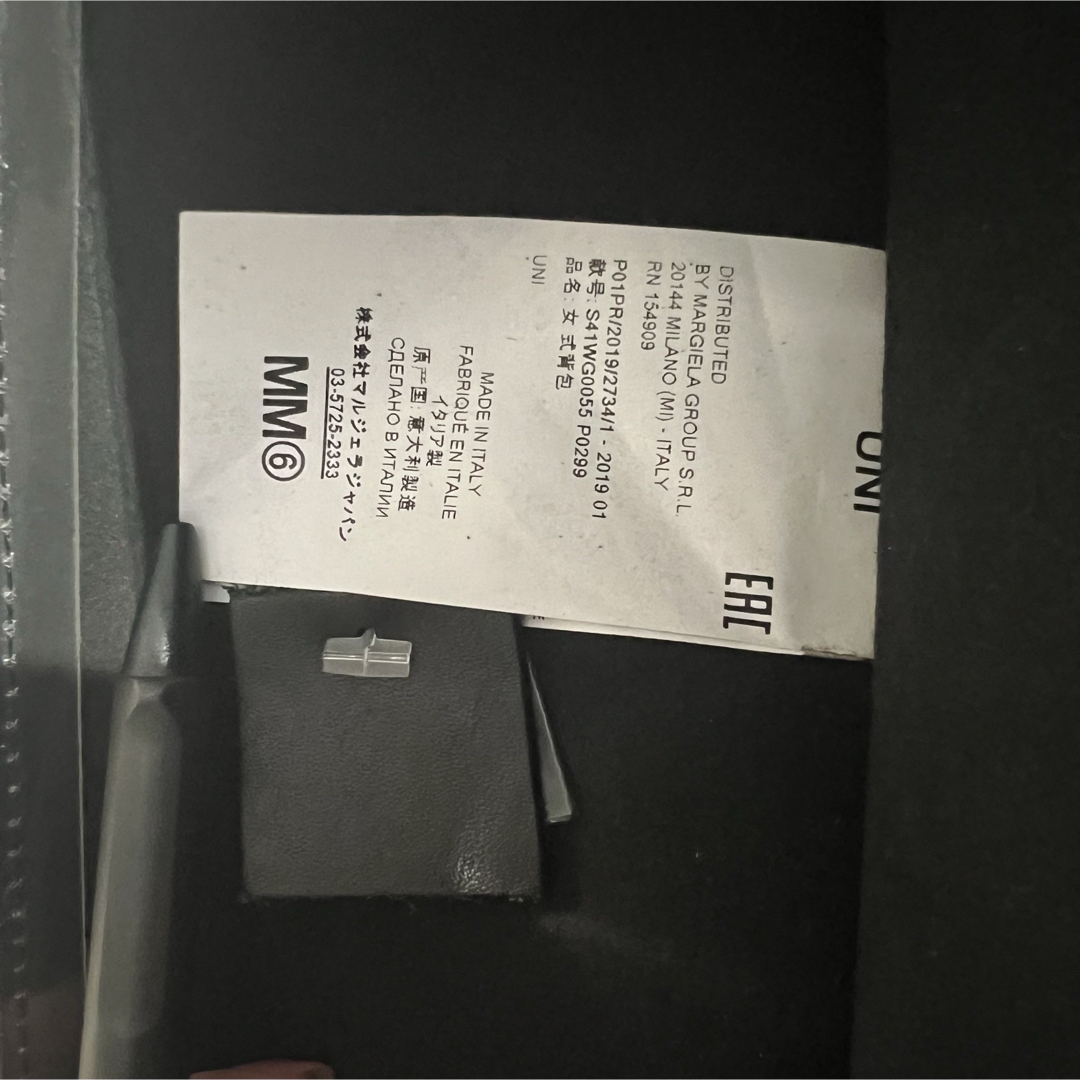 UNI
EAC
DISTRIBUTED
BY MARGIELA GROUP S.R.L.
20144 MILANO (MI) - ITALY
RN 154909
P01PR/2019/2734/1 - 2019 01
款号: S41WG0055 P0299
品名: 女 式背包
UNI
MADE IN ITALY
FABRIQUÉ EN ITALIE
イタリア製
原产国: 意大利製造
СДЕЛАНО В ИТАЛИИ
株式会社マルジェラジャパン
03-5725-2333
MM6